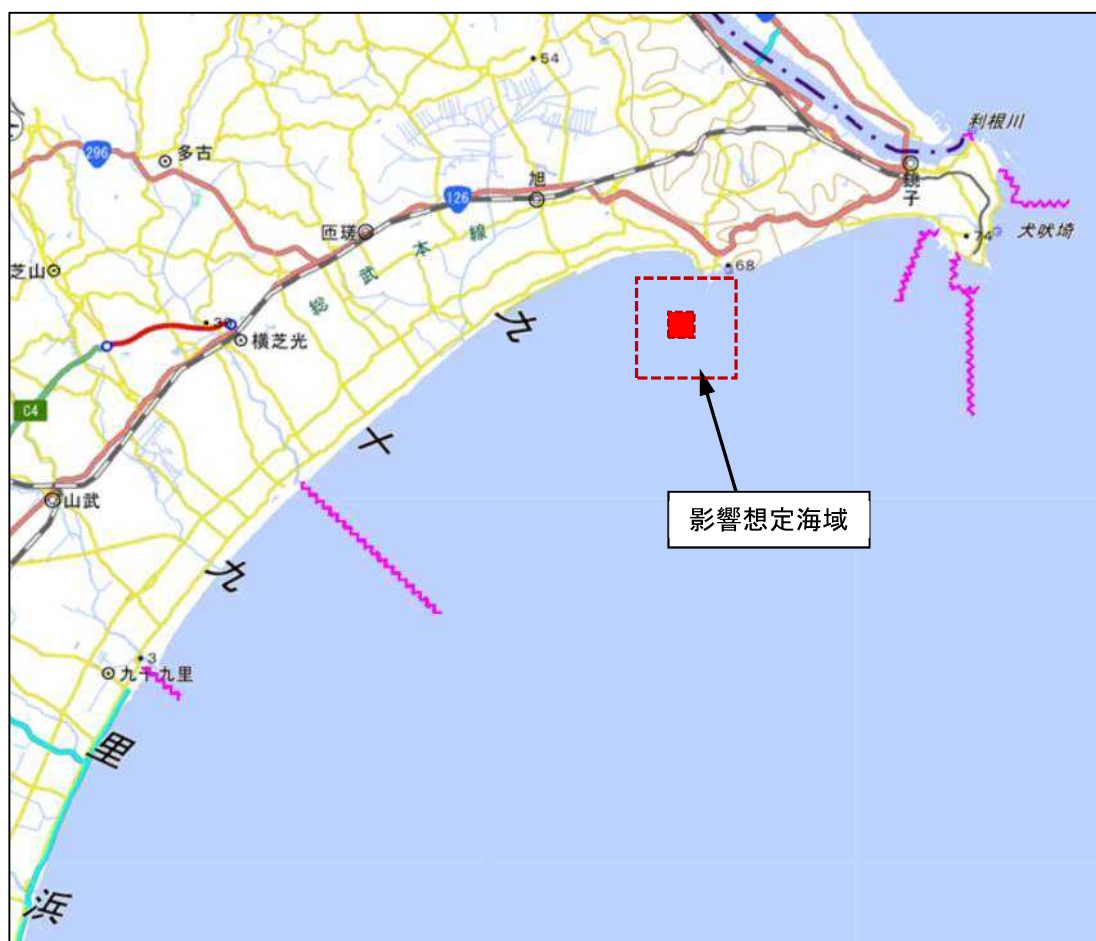 54
利根川
296
多古
銚子
旭
126
匝瑳
犬吠埼
74
総武本線
68
芝山
横芝光
C4
九十九里浜
山武
影響想定海域
3
九十九里